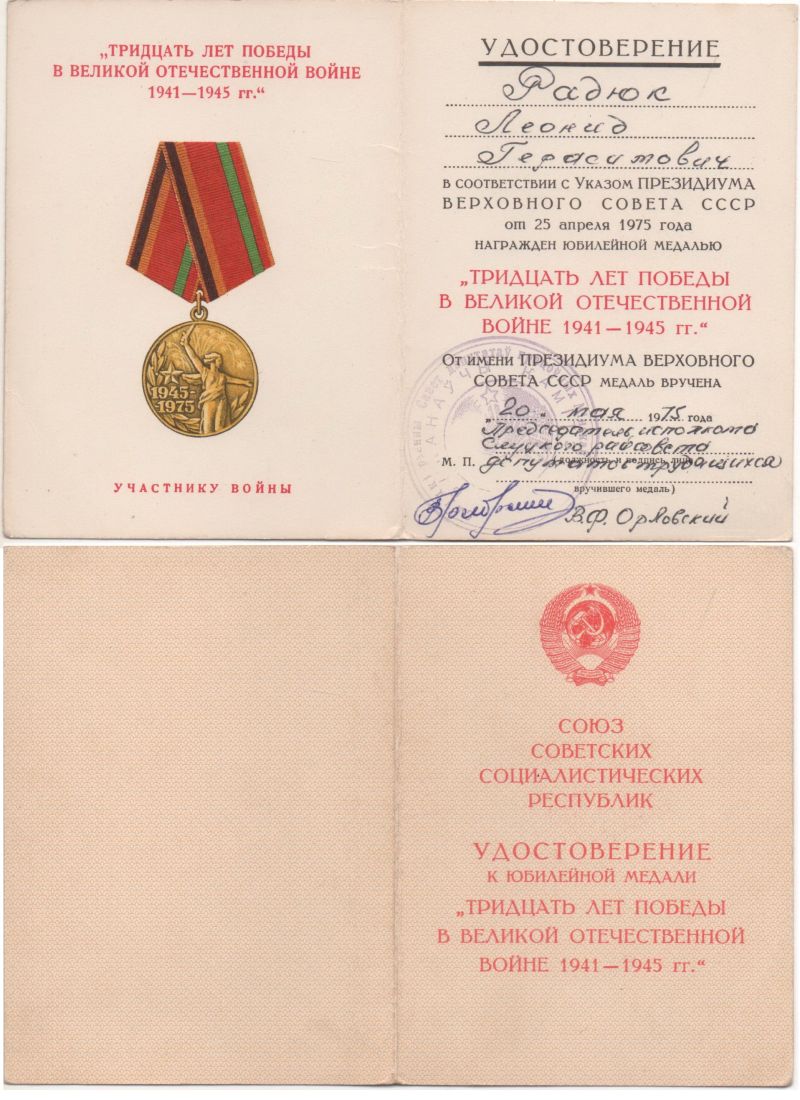 „ТРИДЦАТЬ ЛЕТ ПОБЕДЫ
В ВЕЛИКОЙ ОТЕЧЕСТВЕННОЙ ВОЙНЕ
1941—1945 гг.“
1945-
1975
УЧАСТНИКУ ВОЙНЫ
УДОСТОВЕРЕНИЕ
Радюк
Леонид
Герасимович
В СООТВЕТСТВИИ С УКАЗОМ ПРЕЗИДИУМА
ВЕРХОВНОГО СОВЕТА СССР
от 25 апреля 1975 года
НАГРАЖДЕН ЮБИЛЕЙНОЙ МЕДАЛЬЮ
„ТРИДЦАТЬ ЛЕТ ПОБЕДЫ
В ВЕЛИКОЙ ОТЕЧЕСТВЕННОЙ
ВОЙНЕ 1941—1945 гг.“
ОТ ИМЕНИ ПРЕЗИДИУМА ВЕРХОВНОГО
СОВЕТА СССР МЕДАЛЬ ВРУЧЕНА
„20“ мая 1975 года
Председатель исполкома
Слуцкого райсовета
М. П. депутатов трудящихся
(должность и подпись лица,
вручившего медаль)
В.Ф. Орловский
СОЮЗ
СОВЕТСКИХ
СОЦИАЛИСТИЧЕСКИХ
РЕСПУБЛИК
УДОСТОВЕРЕНИЕ
К ЮБИЛЕЙНОЙ МЕДАЛИ
„ТРИДЦАТЬ ЛЕТ ПОБЕДЫ
В ВЕЛИКОЙ ОТЕЧЕСТВЕННОЙ
ВОЙНЕ 1941—1945 гг.“